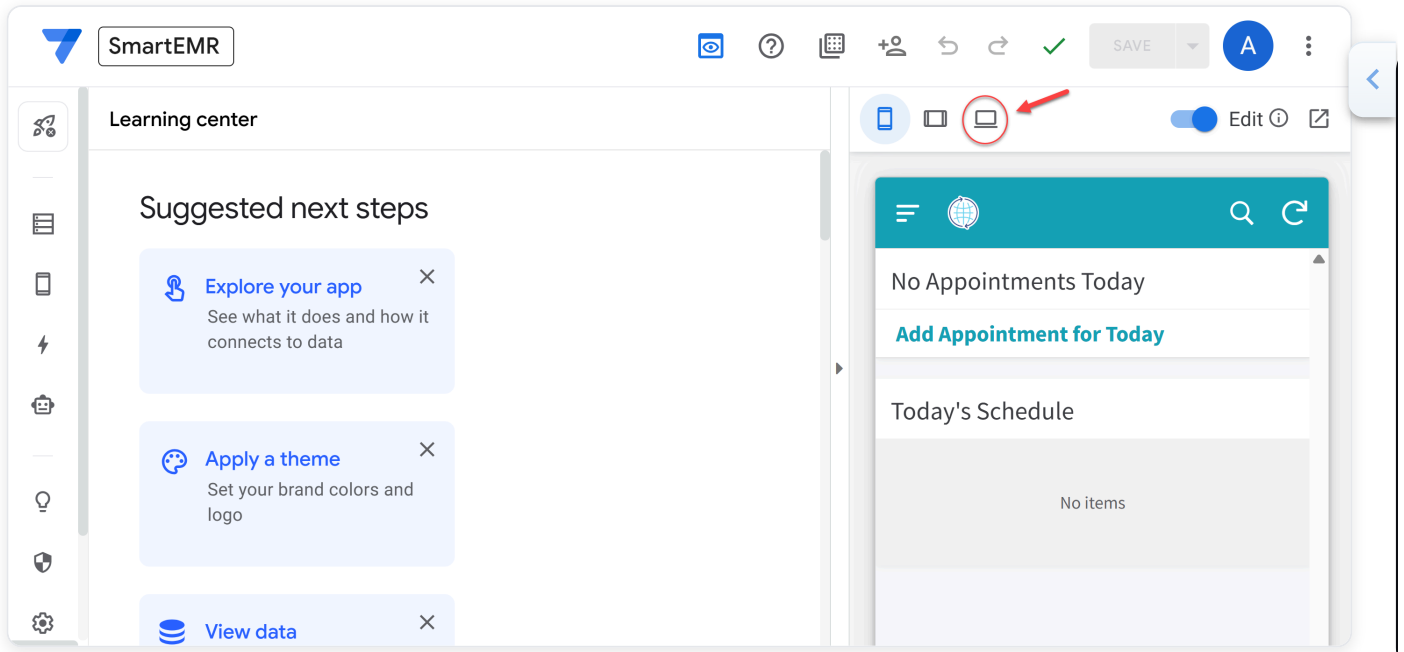 SmartEMR
SAVE
A
Learning center
Edit
Suggested next steps
Explore your app
See what it does and how it
connects to data
Apply a theme
Set your brand colors and
logo
View data
No Appointments Today
Add Appointment for Today
Today's Schedule
No items